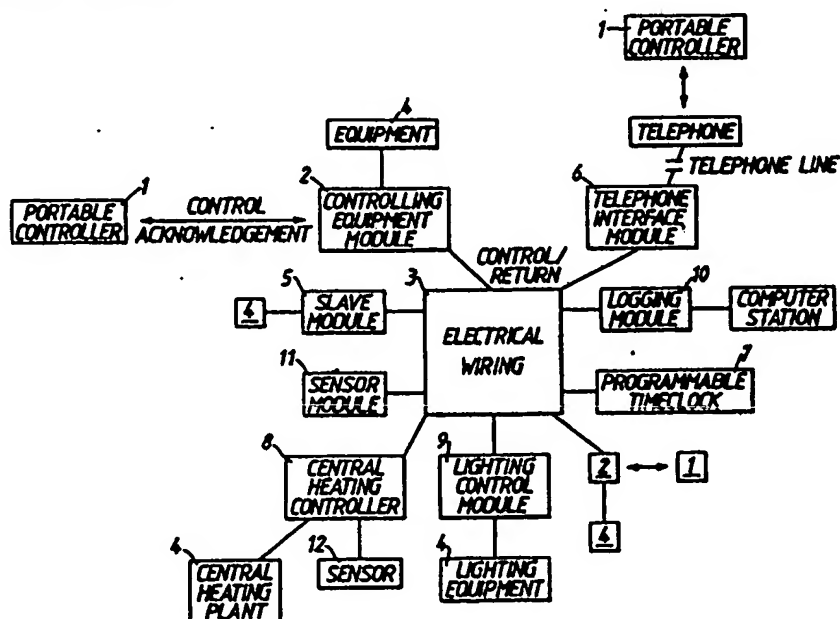 1
PORTABLE
CONTROLLER
4
EQUIPMENT
TELEPHONE
TELEPHONE LINE
2
CONTROLLING
EQUIPMENT
MODULE
6
TELEPHONE
INTERFACE
MODULE
1
PORTABLE
CONTROLLER
CONTROL
ACKNOWLEDGEMENT
CONTROL/
RETURN
5
SLAVE
MODULE
4
3
ELECTRICAL
WIRING
10
LOGGING
MODULE
COMPUTER
STATION
11
SENSOR
MODULE
7
PROGRAMMABLE
TIMECLOCK
8
CENTRAL
HEATING
CONTROLLER
9
LIGHTING
CONTROL
MODULE
2
1
4
4
CENTRAL
HEATING
PLANT
12
SENSOR
4
LIGHTING
EQUIPMENT